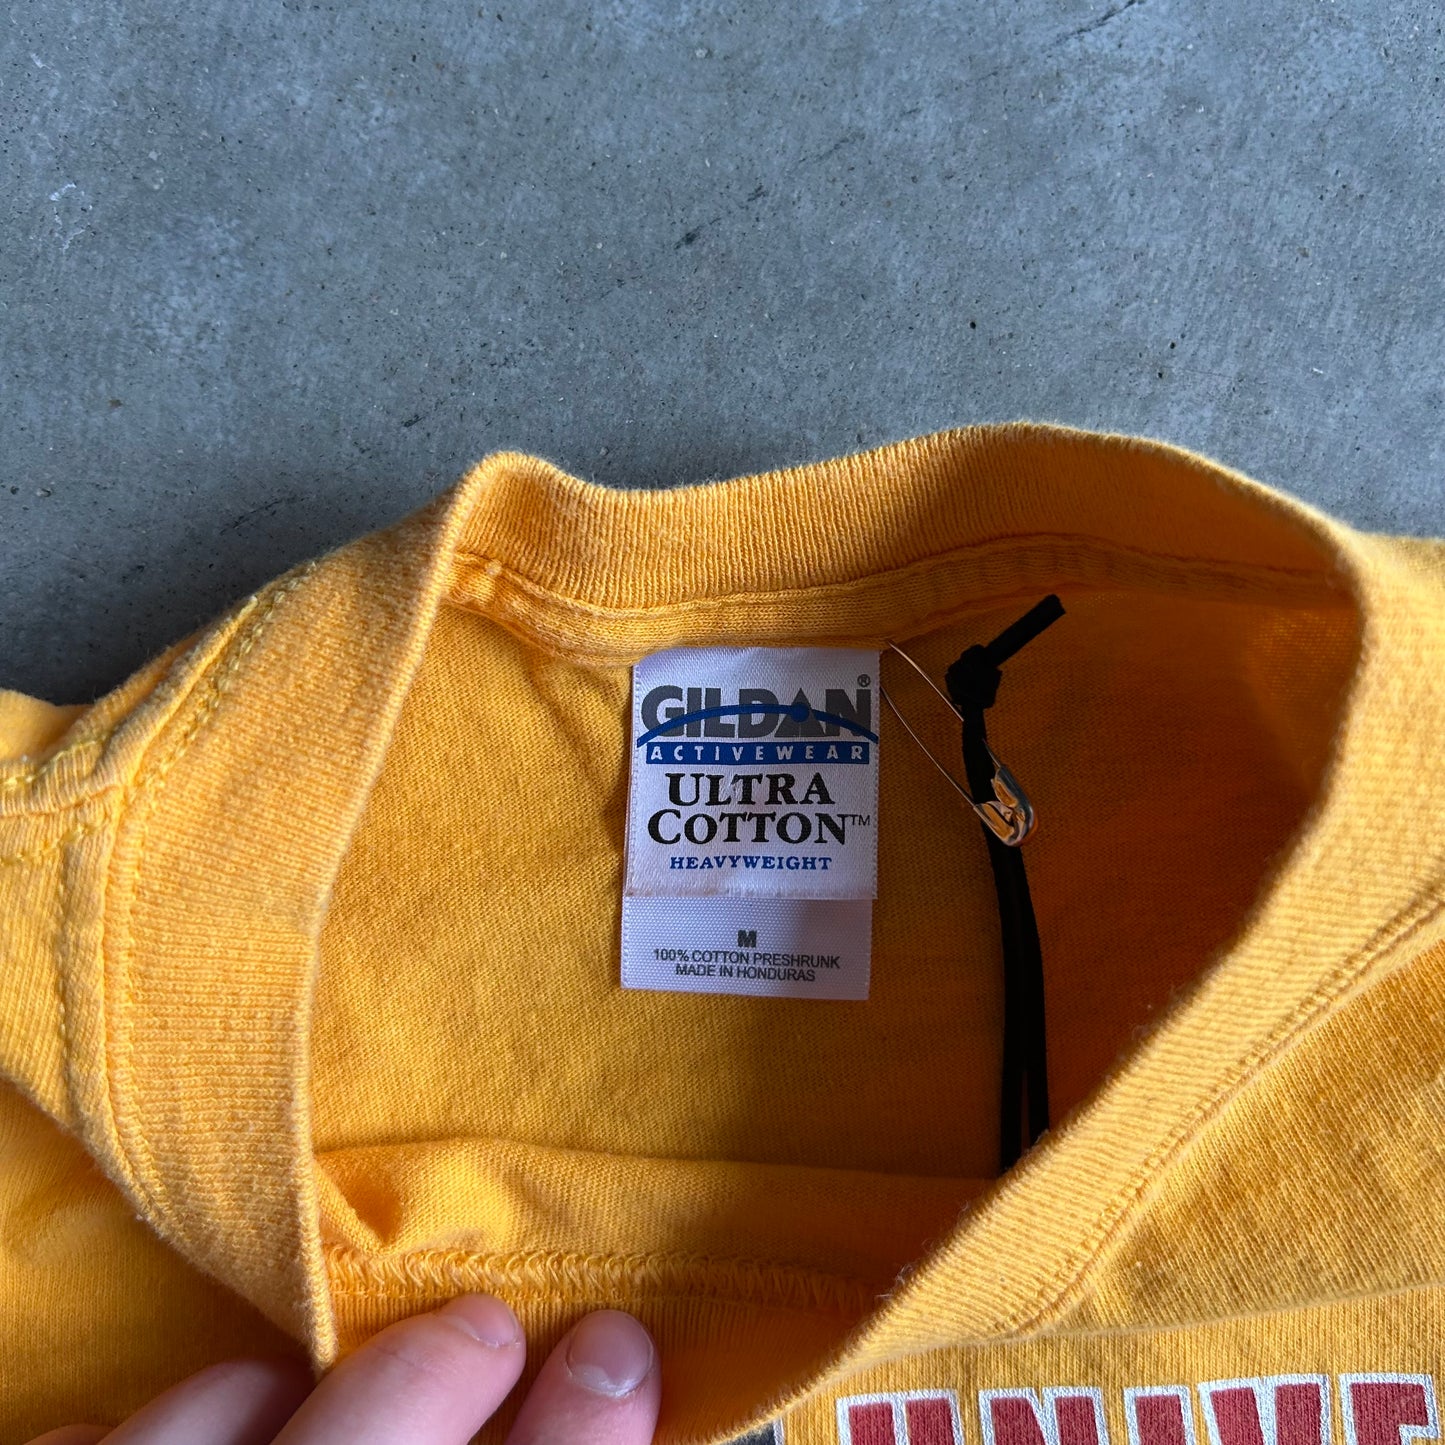 GILDAN®
ACTIVEWEAR
ULTRA
COTTON™
HEAVYWEIGHT
M
100% COTTON PRESHRUNK
MADE IN HONDURAS